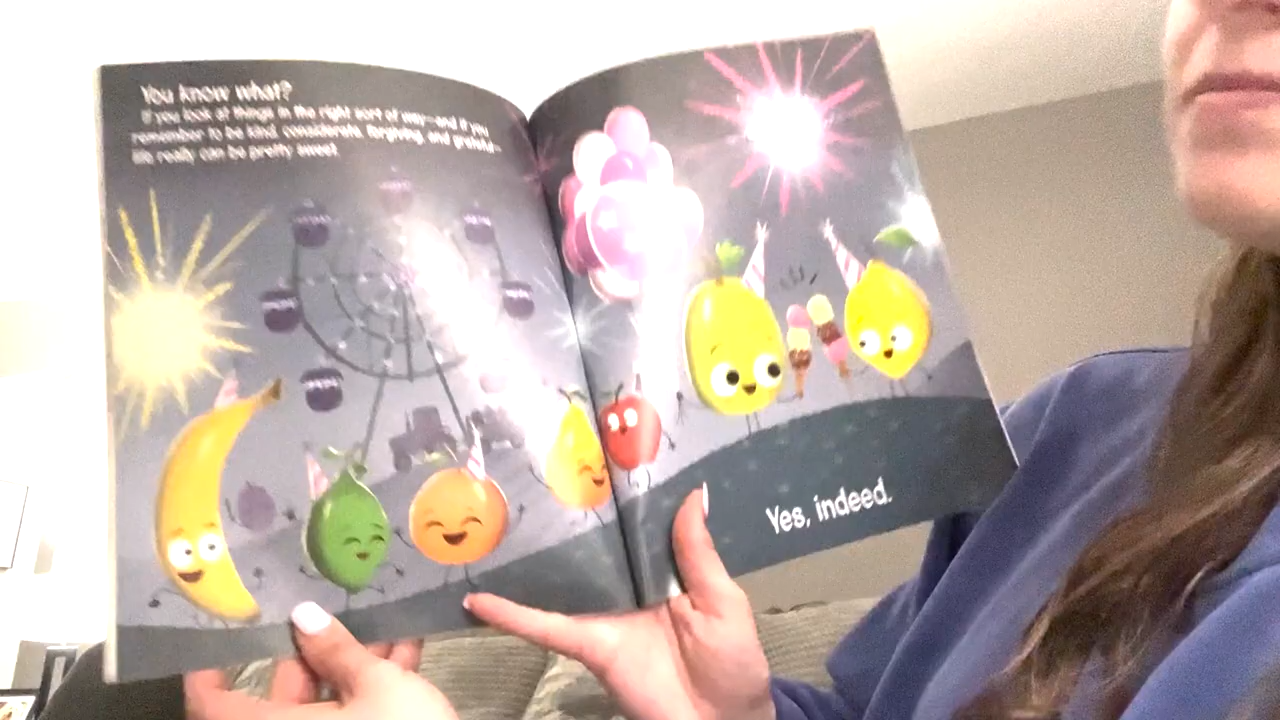 You know what?
If you look at things in the right sort of way—and if you
remember to be kind, considerate, forgiving, and grateful—
life really can be pretty sweet.
Yes, indeed.